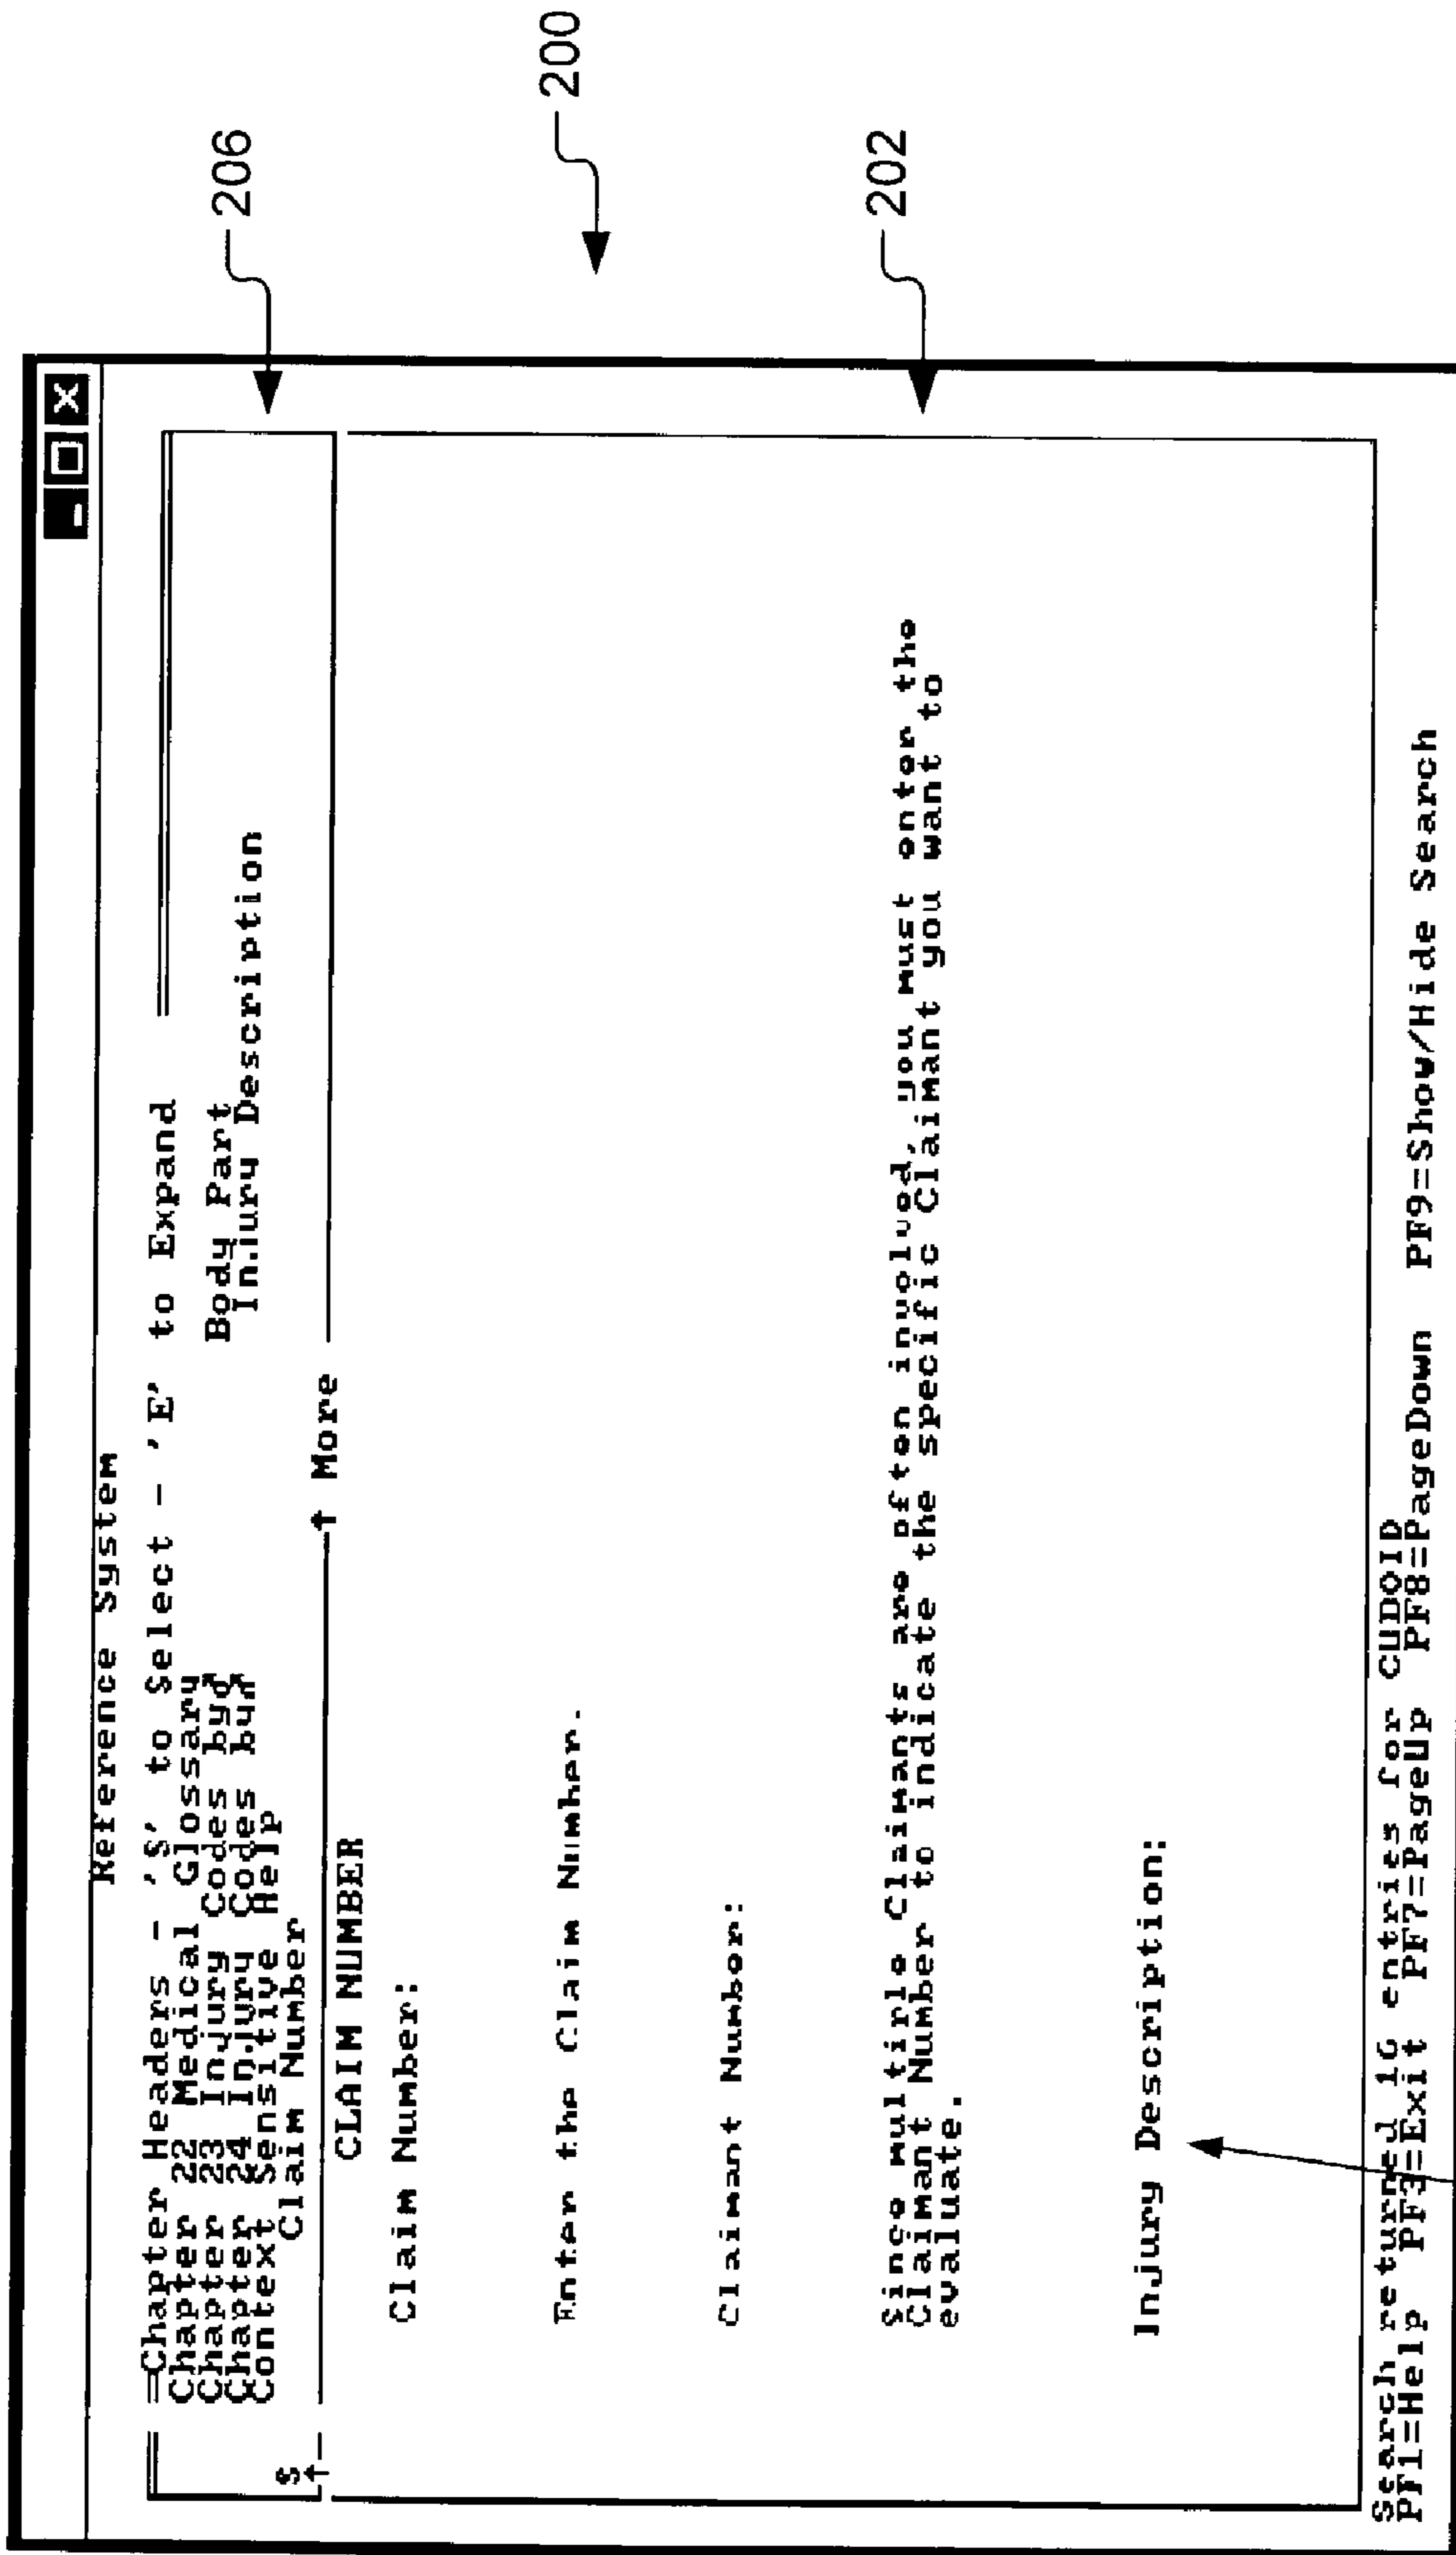 Reference System
Chapter Headers - 'S' to Select - 'E' to Expand
Chapter 22 Medical Glossary
Chapter 23 Injury Codes by Body Part
Chapter 24 Injury Codes by Injury Description
Context Sensitive Help
S Claim Number
↑ More
CLAIM NUMBER
Claim Number:
Enter the Claim Number.
Claimant Number:
Since multiple Claimants are often involved, you must enter the
Claimant Number to indicate the specific Claimant you want to
evaluate.
Injury Description:
Search returned 16 entries for CUDOID
PF1=Help PF3=Exit PF7=PageUp PF8=PageDown PF9=Show/Hide Search
206
200
202